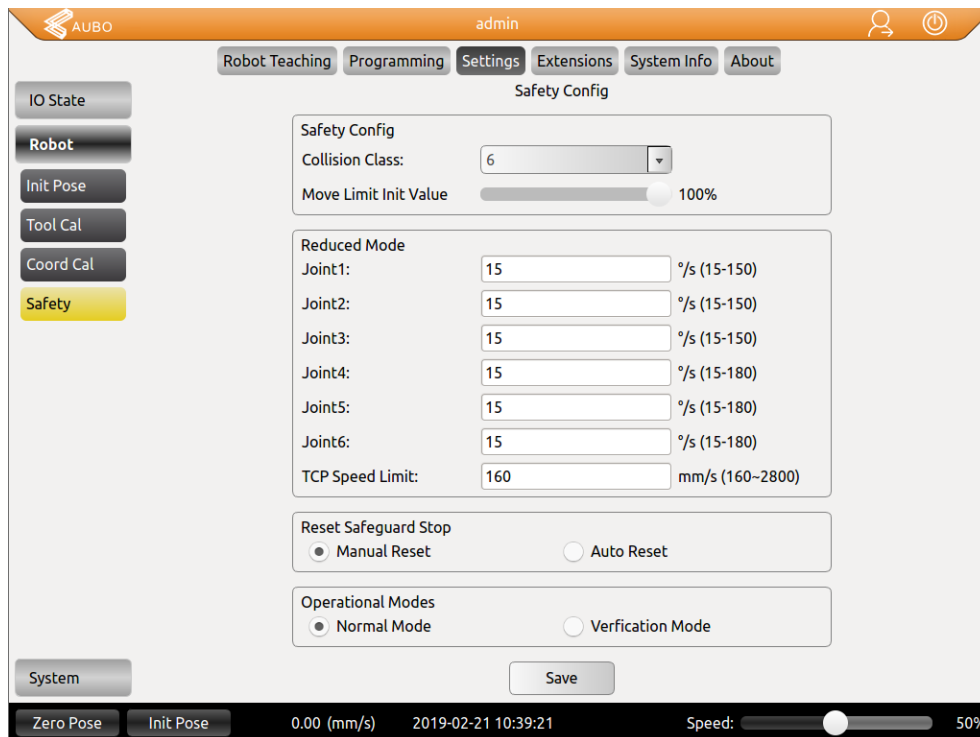 AUBO admin
Robot Teaching Programming Settings Extensions System Info About
Safety Config
IO State
Robot
Init Pose
Tool Cal
Coord Cal
Safety
Safety Config
Collision Class: 6
Move Limit Init Value 100%
Reduced Mode
Joint1: 15 °/s (15-150)
Joint2: 15 °/s (15-150)
Joint3: 15 °/s (15-150)
Joint4: 15 °/s (15-180)
Joint5: 15 °/s (15-180)
Joint6: 15 °/s (15-180)
TCP Speed Limit: 160 mm/s (160~2800)
Reset Safeguard Stop
Manual Reset Auto Reset
Operational Modes
Normal Mode Verfication Mode
System Save
Zero Pose Init Pose 0.00 (mm/s) 2019-02-21 10:39:21 Speed: 50%